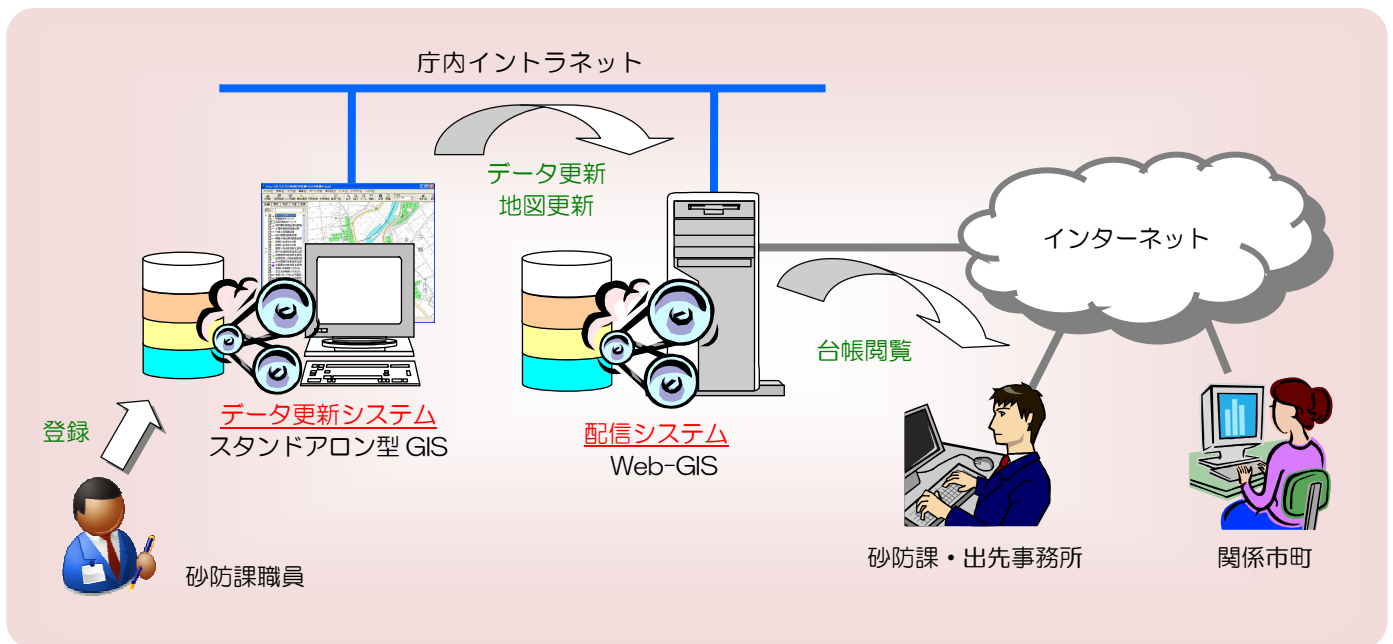 庁内イントラネット
データ更新
地図更新
インターネット
台帳閲覧
データ更新システム
スタンドアロン型 GIS
配信システム
Web-GIS
登録
砂防課職員
砂防課・出先事務所
関係市町